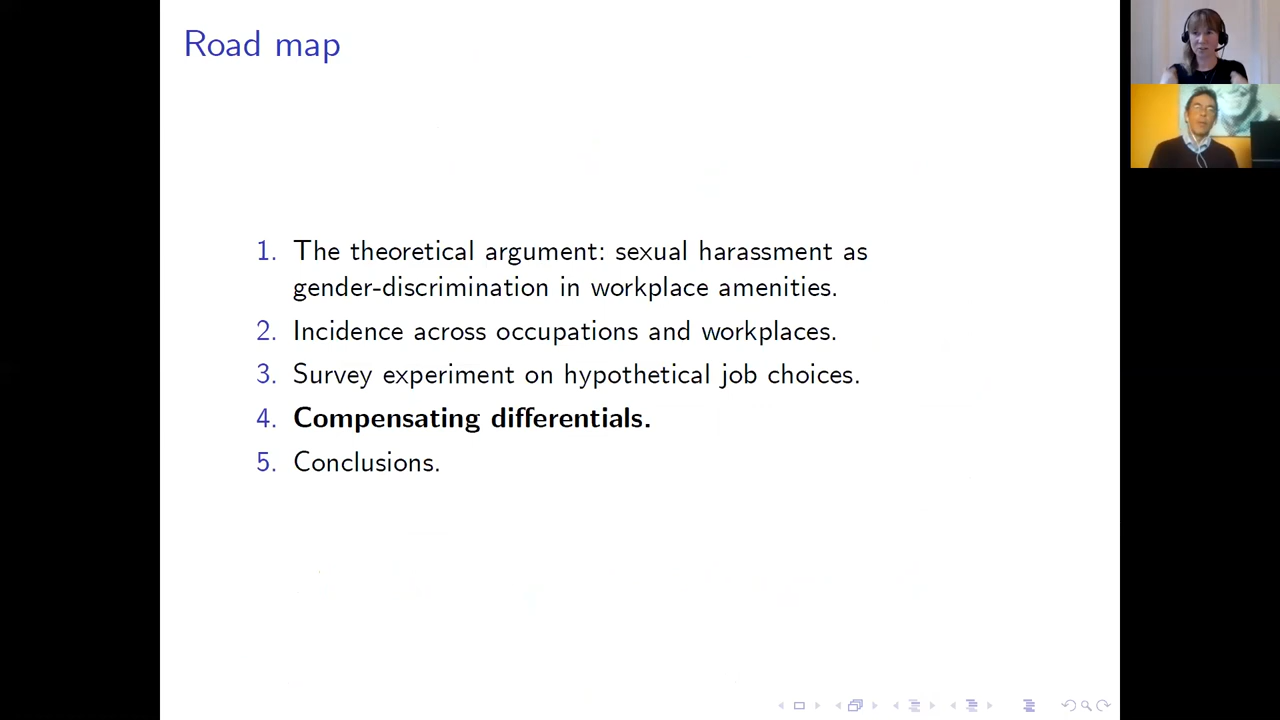 Road map
1. The theoretical argument: sexual harassment as
gender-discrimination in workplace amenities.
2. Incidence across occupations and workplaces.
3. Survey experiment on hypothetical job choices.
4. Compensating differentials.
5. Conclusions.